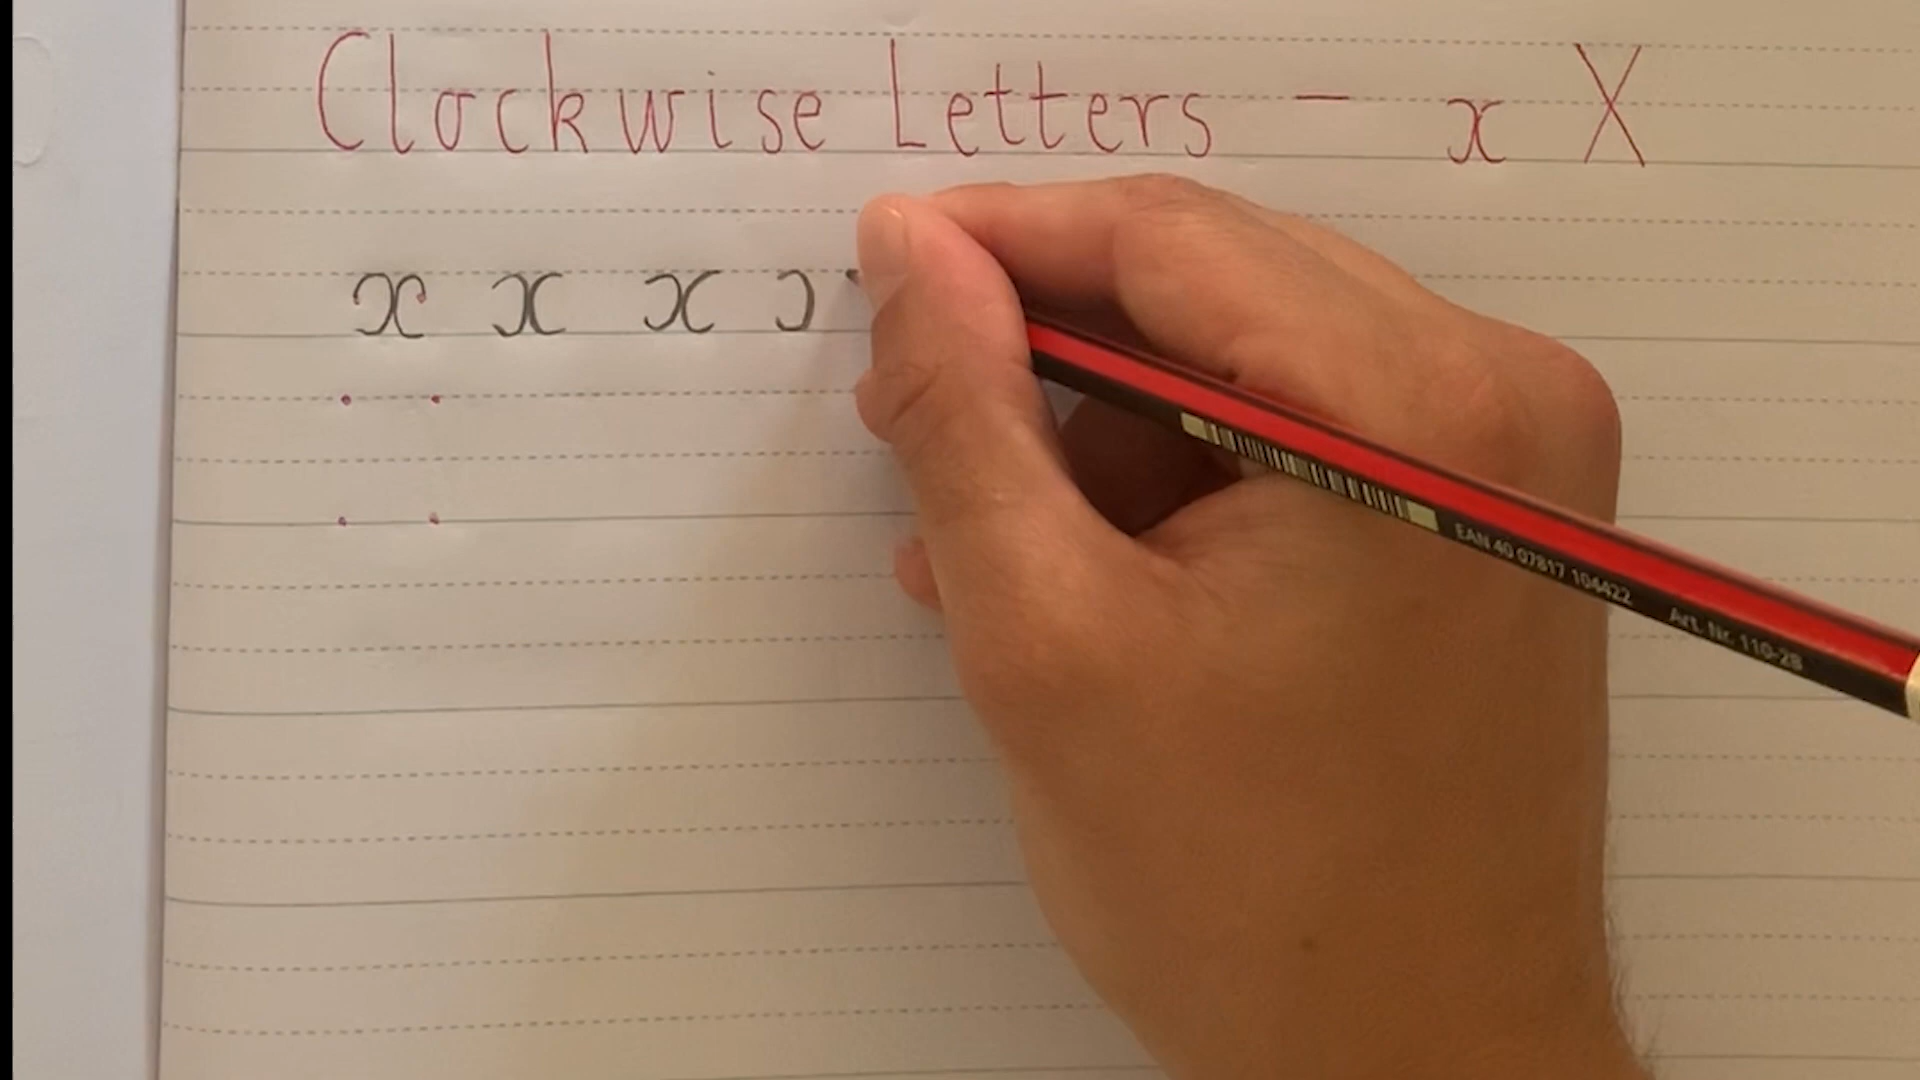 Clockwise Letters - x X
x x x
EAN 40 07817 104422 Art. Nr. 110-2B